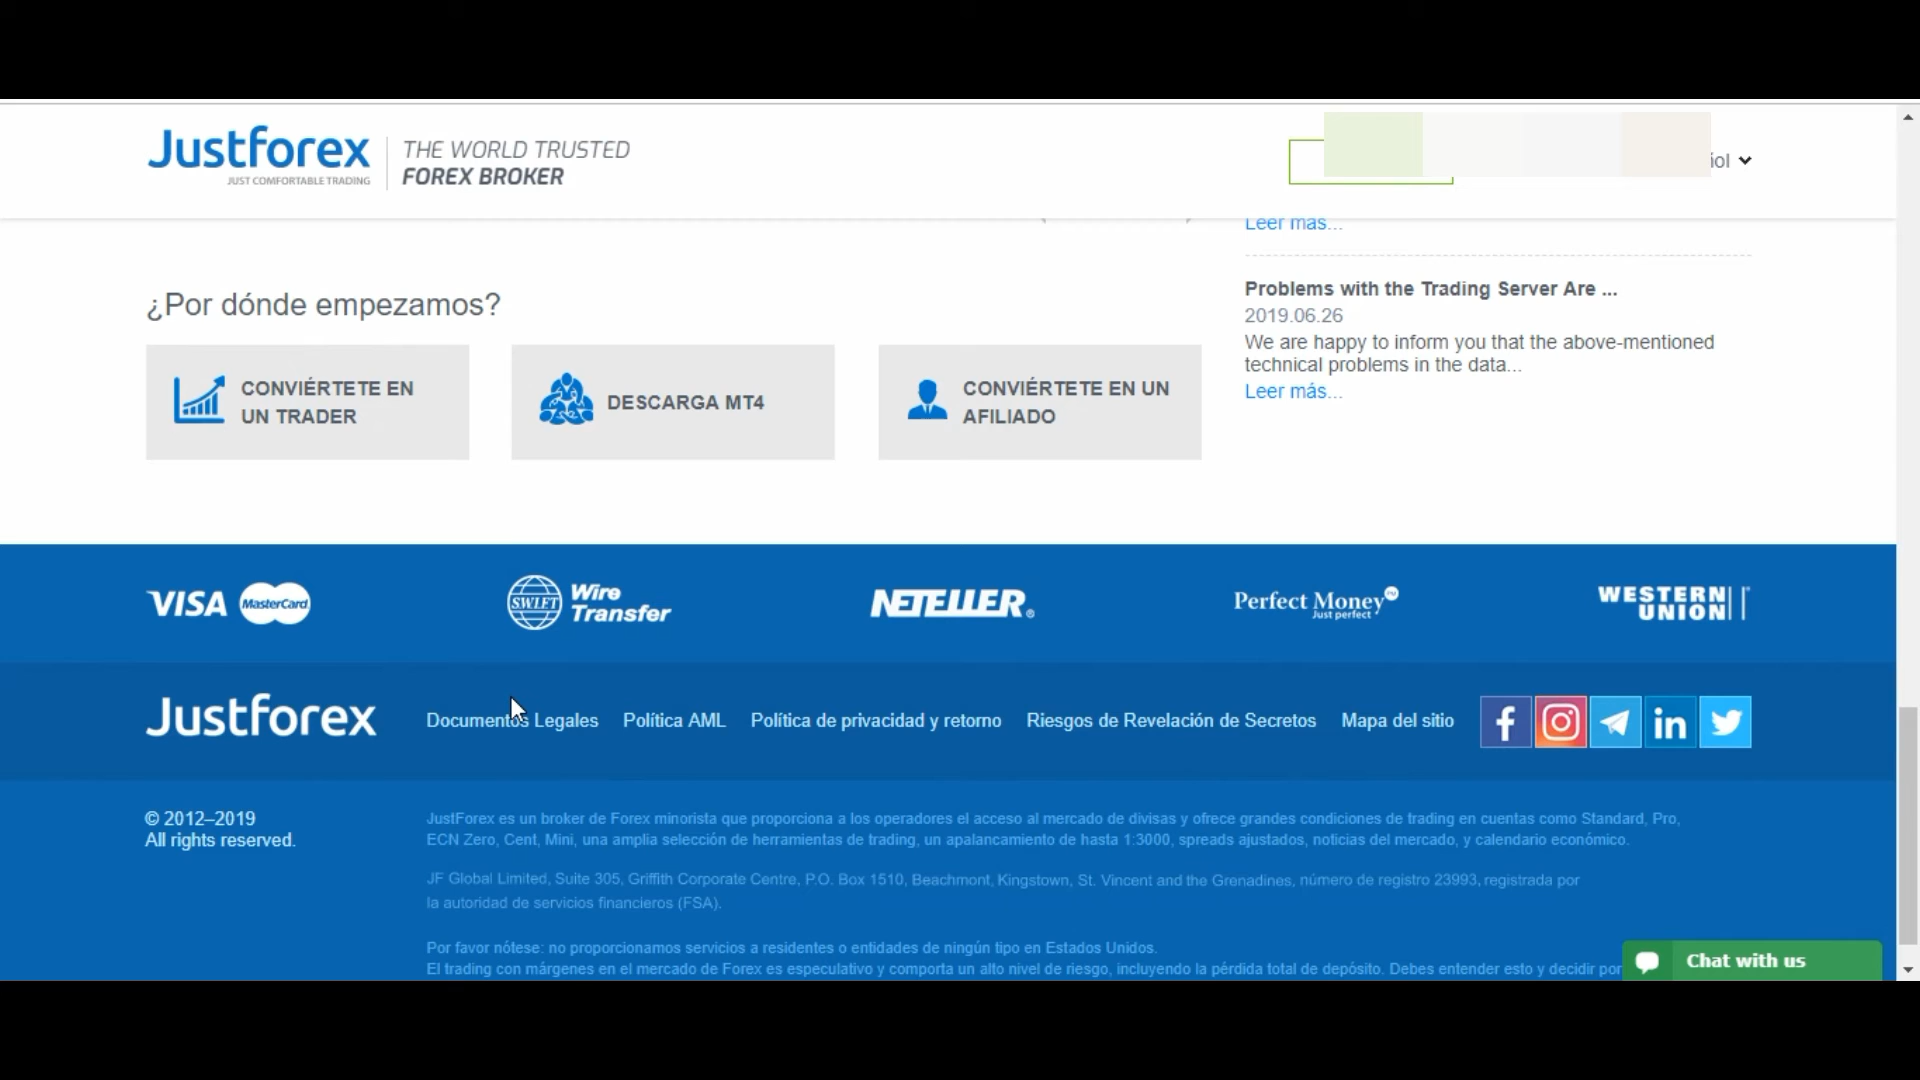 Justforex
JUST COMFORTABLE TRADING
THE WORLD TRUSTED
FOREX BROKER
ñol
Leer más...
Problems with the Trading Server Are ...
2019.06.26
We are happy to inform you that the above-mentioned
technical problems in the data...
Leer más...
¿Por dónde empezamos?
CONVIÉRTETE EN
UN TRADER
DESCARGA MT4
CONVIÉRTETE EN UN
AFILIADO
VISA MasterCard
SWIFT Wire
Transfer
NETELLER®
Perfect Money PM
Just perfect
WESTERN
UNION
Justforex
Documentos Legales Política AML Política de privacidad y retorno Riesgos de Revelación de Secretos Mapa del sitio
© 2012–2019
All rights reserved.
JustForex es un broker de Forex minorista que proporciona a los operadores el acceso al mercado de divisas y ofrece grandes condiciones de trading en cuentas como Standard, Pro,
ECN Zero, Cent, Mini, una amplia selección de herramientas de trading, un apalancamiento de hasta 1:3000, spreads ajustados, noticias del mercado, y calendario económico.
JF Global Limited, Suite 305, Griffith Corporate Centre, P.O. Box 1510, Beachmont, Kingstown, St. Vincent and the Grenadines, número de registro 23993, registrada por
la autoridad de servicios financieros (FSA).
Por favor nótese: no proporcionamos servicios a residentes o entidades de ningún tipo en Estados Unidos.
El trading con márgenes en el mercado de Forex es especulativo y comporta un alto nivel de riesgo, incluyendo la pérdida total de depósito. Debes entender esto y decidir por
Chat with us